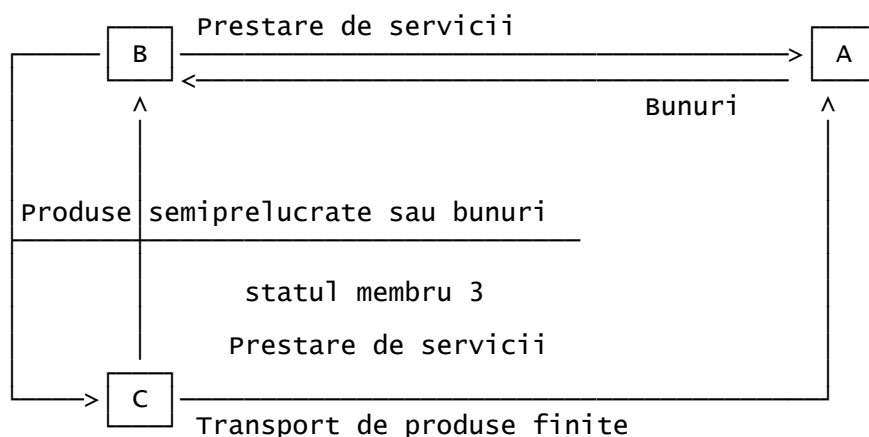 Prestare de servicii
B A
Bunuri
Produse semiprelucrate sau bunuri
statul membru 3
Prestare de servicii
C
Transport de produse finite